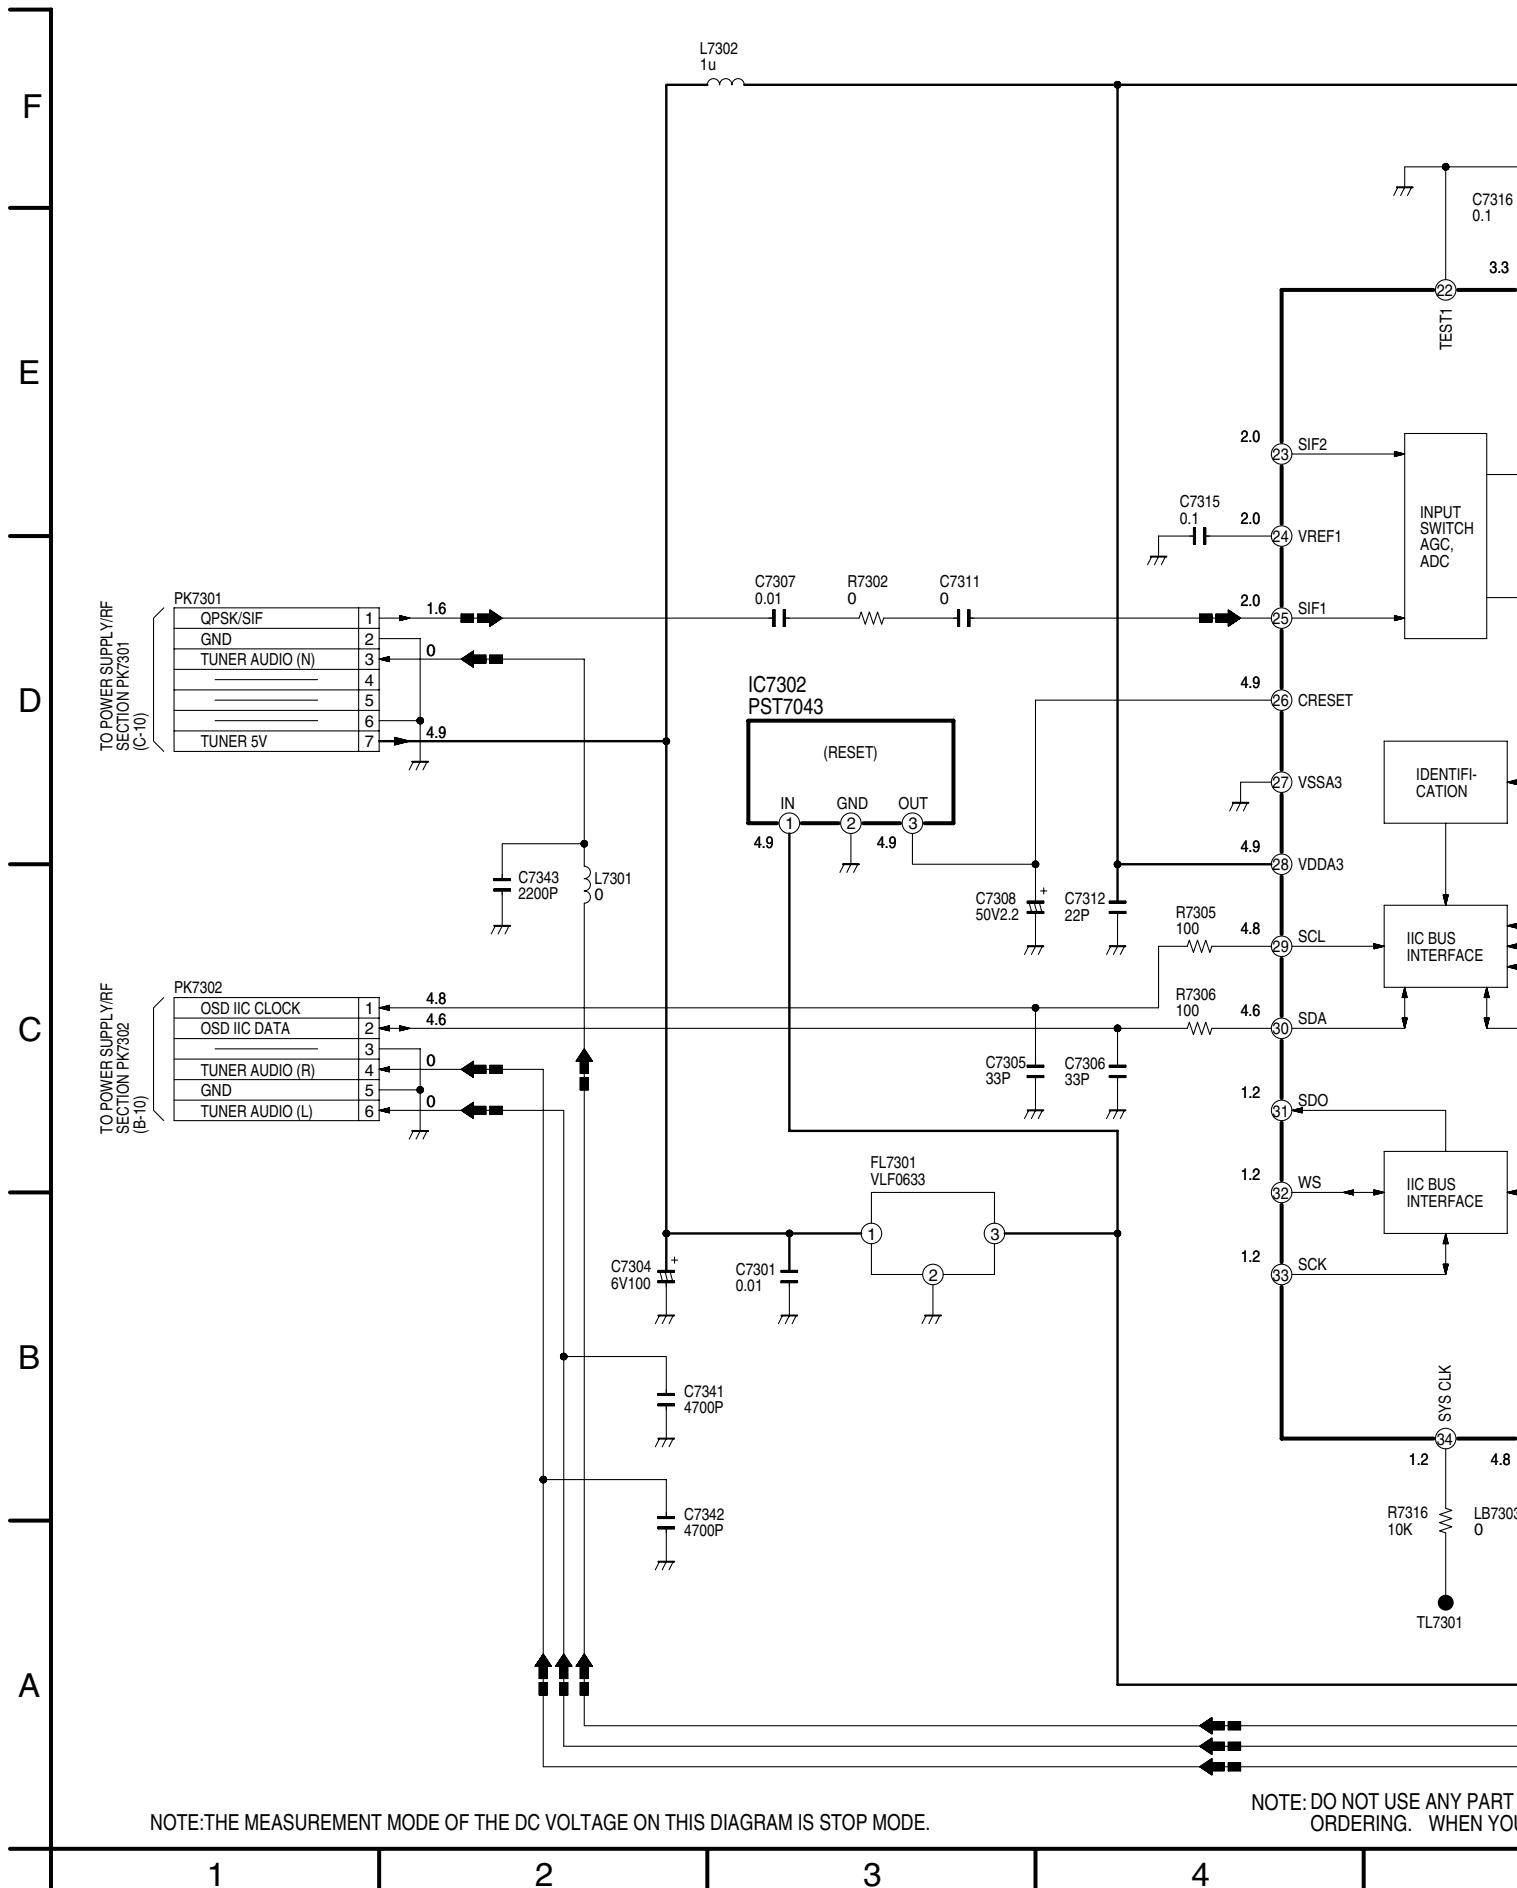 L7302
1u
F
C7316
0.1
3.3
22
TEST1
E
2.0
23
SIF2
C7315
0.1
2.0
24
VREF1
INPUT
SWITCH
AGC,
ADC
C7307
0.01
R7302
0
C7311
0
2.0
25
SIF1
TO POWER SUPPLY/RF
SECTION PK7301
(C-10)
PK7301
QPSK/SIF 1 1.6
GND 2
TUNER AUDIO (N) 3 0
4
5
6
TUNER 5V 7 4.9
D
IC7302
PST7043
(RESET)
IN GND OUT
1 2 3
4.9 4.9
4.9
26
CRESET
27
VSSA3
IDENTIFI-
CATION
4.9
28
VDDA3
C7343
2200P
L7301
0
C7308
50V2.2
+
C7312
22P
R7305
100
4.8
29
SCL
IIC BUS
INTERFACE
C
TO POWER SUPPLY/RF
SECTION PK7302
(B-10)
PK7302
OSD IIC CLOCK 1 4.8
OSD IIC DATA 2 4.6
3
TUNER AUDIO (R) 4 0
GND 5
TUNER AUDIO (L) 6 0
R7306
100
4.6
30
SDA
C7305
33P
C7306
33P
1.2
31
SDO
FL7301
VLF0633
1 3
2
1.2
32
WS
IIC BUS
INTERFACE
C7304
6V100
+
C7301
0.01
1.2
33
SCK
B
C7341
4700P
SYS CLK
34
1.2
4.8
C7342
4700P
R7316
10K
LB7303
0
TL7301
A
NOTE:THE MEASUREMENT MODE OF THE DC VOLTAGE ON THIS DIAGRAM IS STOP MODE.
NOTE: DO NOT USE ANY PART
ORDERING. WHEN YOU
1 2 3 4